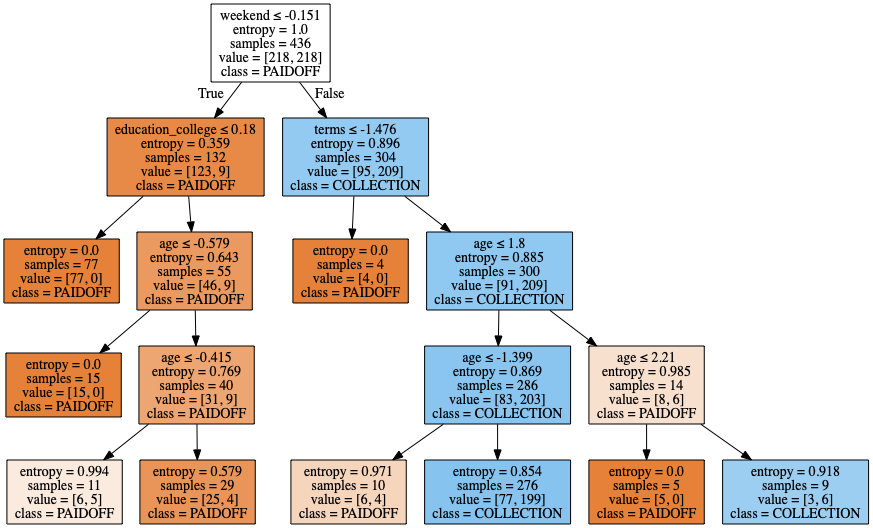 weekend ≤ -0.151
entropy = 1.0
samples = 436
value = [218, 218]
class = PAIDOFF
True
False
education_college ≤ 0.18
entropy = 0.359
samples = 132
value = [123, 9]
class = PAIDOFF
terms ≤ -1.476
entropy = 0.896
samples = 304
value = [95, 209]
class = COLLECTION
entropy = 0.0
samples = 77
value = [77, 0]
class = PAIDOFF
age ≤ -0.579
entropy = 0.643
samples = 55
value = [46, 9]
class = PAIDOFF
entropy = 0.0
samples = 4
value = [4, 0]
class = PAIDOFF
age ≤ 1.8
entropy = 0.885
samples = 300
value = [91, 209]
class = COLLECTION
entropy = 0.0
samples = 15
value = [15, 0]
class = PAIDOFF
age ≤ -0.415
entropy = 0.769
samples = 40
value = [31, 9]
class = PAIDOFF
age ≤ -1.399
entropy = 0.869
samples = 286
value = [83, 203]
class = COLLECTION
age ≤ 2.21
entropy = 0.985
samples = 14
value = [8, 6]
class = PAIDOFF
entropy = 0.994
samples = 11
value = [6, 5]
class = PAIDOFF
entropy = 0.579
samples = 29
value = [25, 4]
class = PAIDOFF
entropy = 0.971
samples = 10
value = [6, 4]
class = PAIDOFF
entropy = 0.854
samples = 276
value = [77, 199]
class = COLLECTION
entropy = 0.0
samples = 5
value = [5, 0]
class = PAIDOFF
entropy = 0.918
samples = 9
value = [3, 6]
class = COLLECTION